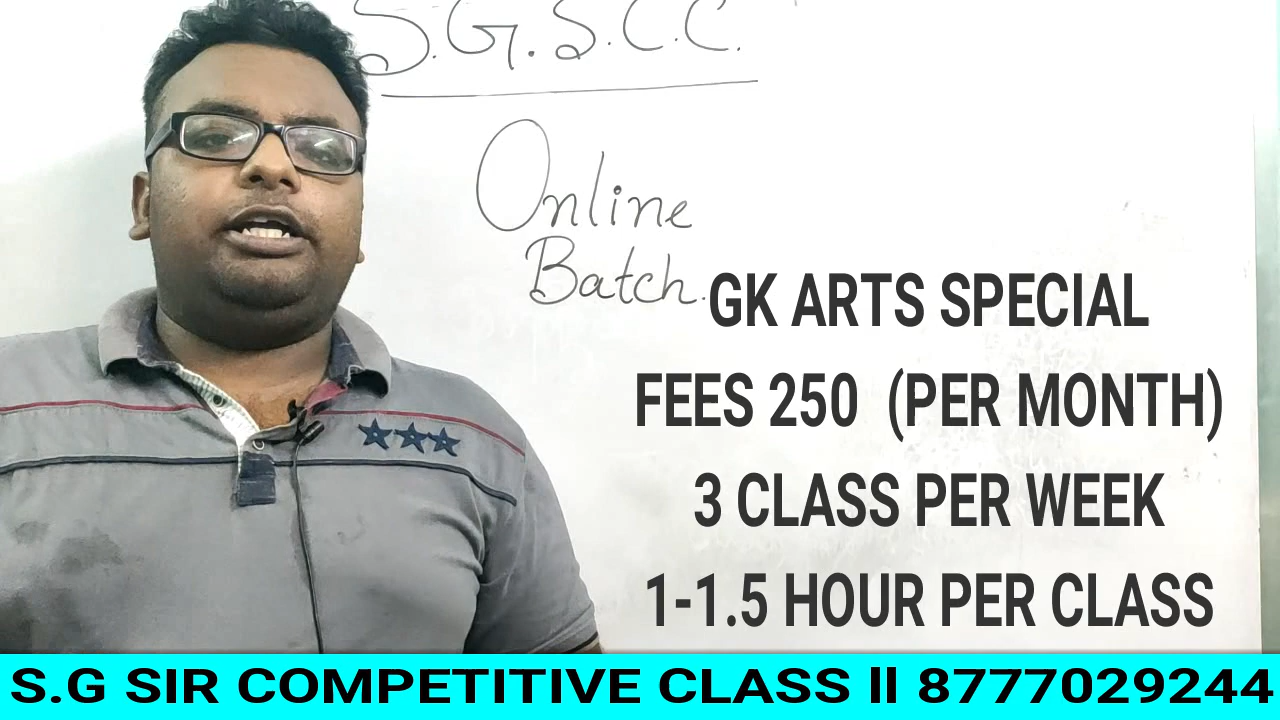 S.G.S.C.C.
Online
Batch.
GK ARTS SPECIAL
FEES 250 (PER MONTH)
3 CLASS PER WEEK
1-1.5 HOUR PER CLASS
S.G SIR COMPETITIVE CLASS ll 8777029244